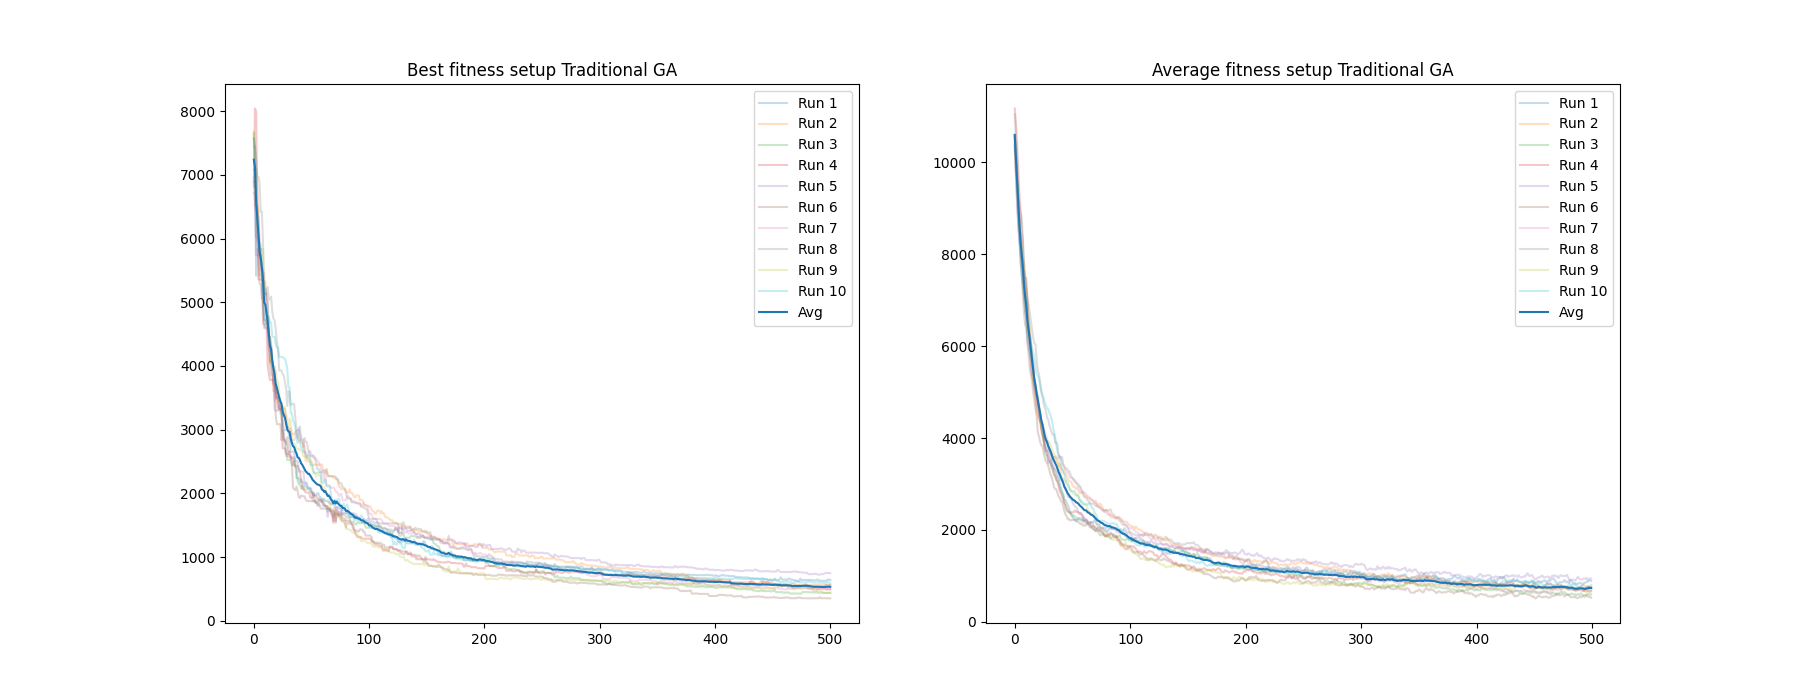 Best fitness setup Traditional GA
8000
7000
6000
5000
4000
3000
2000
1000
0
0 100 200 300 400 500
Run 1
Run 2
Run 3
Run 4
Run 5
Run 6
Run 7
Run 8
Run 9
Run 10
Avg
Average fitness setup Traditional GA
10000
8000
6000
4000
2000
0
0 100 200 300 400 500
Run 1
Run 2
Run 3
Run 4
Run 5
Run 6
Run 7
Run 8
Run 9
Run 10
Avg